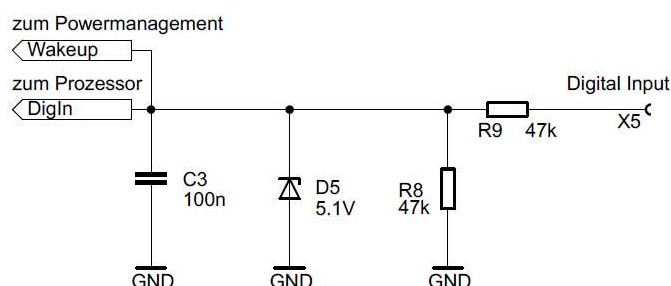 zum Powermanagement
Wakeup
zum Prozessor
DigIn
Digital Input
X5
R9 47k
C3
100n
D5
5.1V
R8
47k
GND
GND
GND